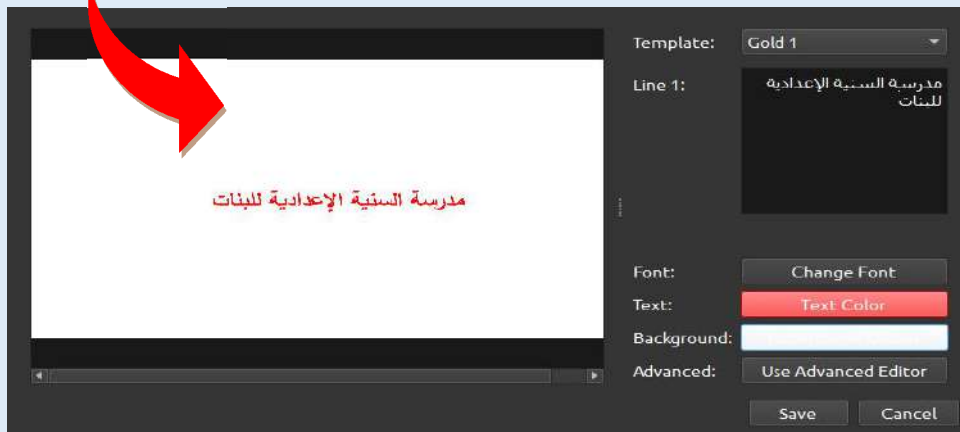 Template:
Gold 1
Line 1:
مدرسة السنية الإعدادية
للبنات
مدرسة السنية الإعدادية للبنات
Font:
Change Font
Text:
Text Color
Background:
Advanced:
Use Advanced Editor
Save
Cancel